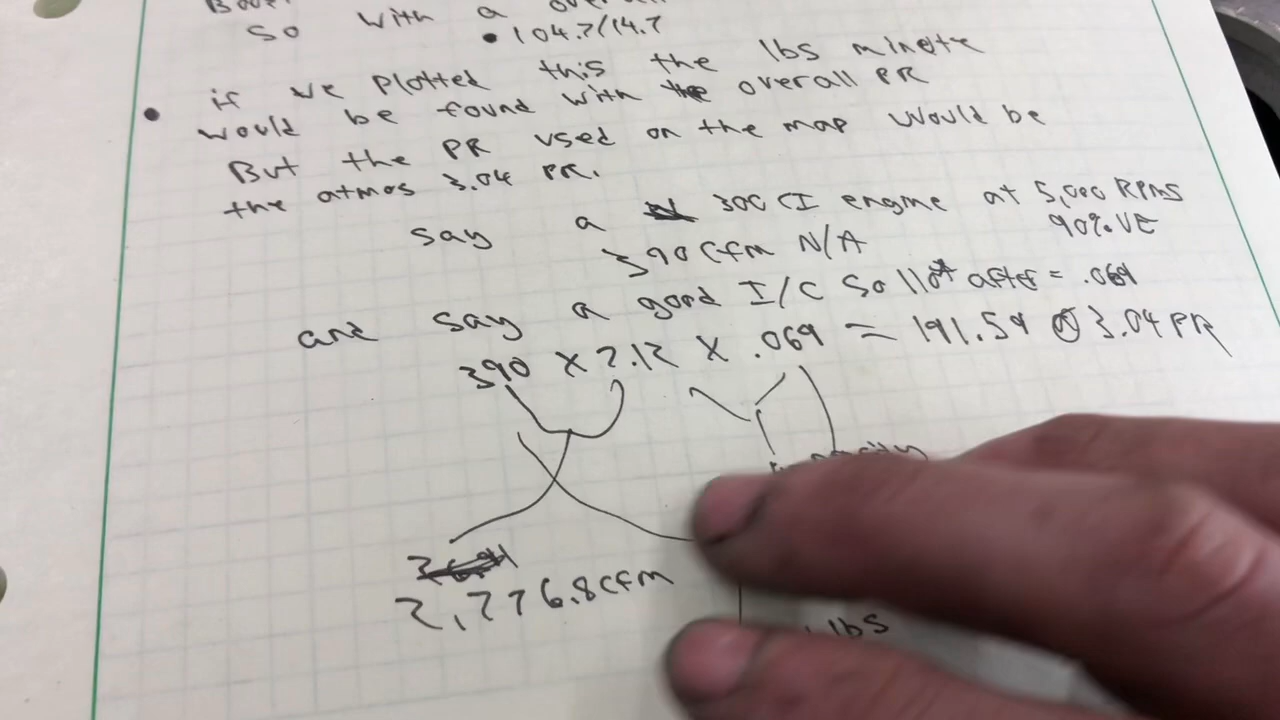 So with a
• 104.7/14.7
• if we plotted this the lbs minute
would be found with the overall PR
But the PR used on the map would be
the atmos 3.04 PR.
say a 300 CI engine at 5,000 RPMS
90% VE
390 cfm N/A
and say a good I/C so 110° after = .069
390 x 7.12 x .069 = 191.59 @ 3.04 PR
2,776.8 cfm
lbs